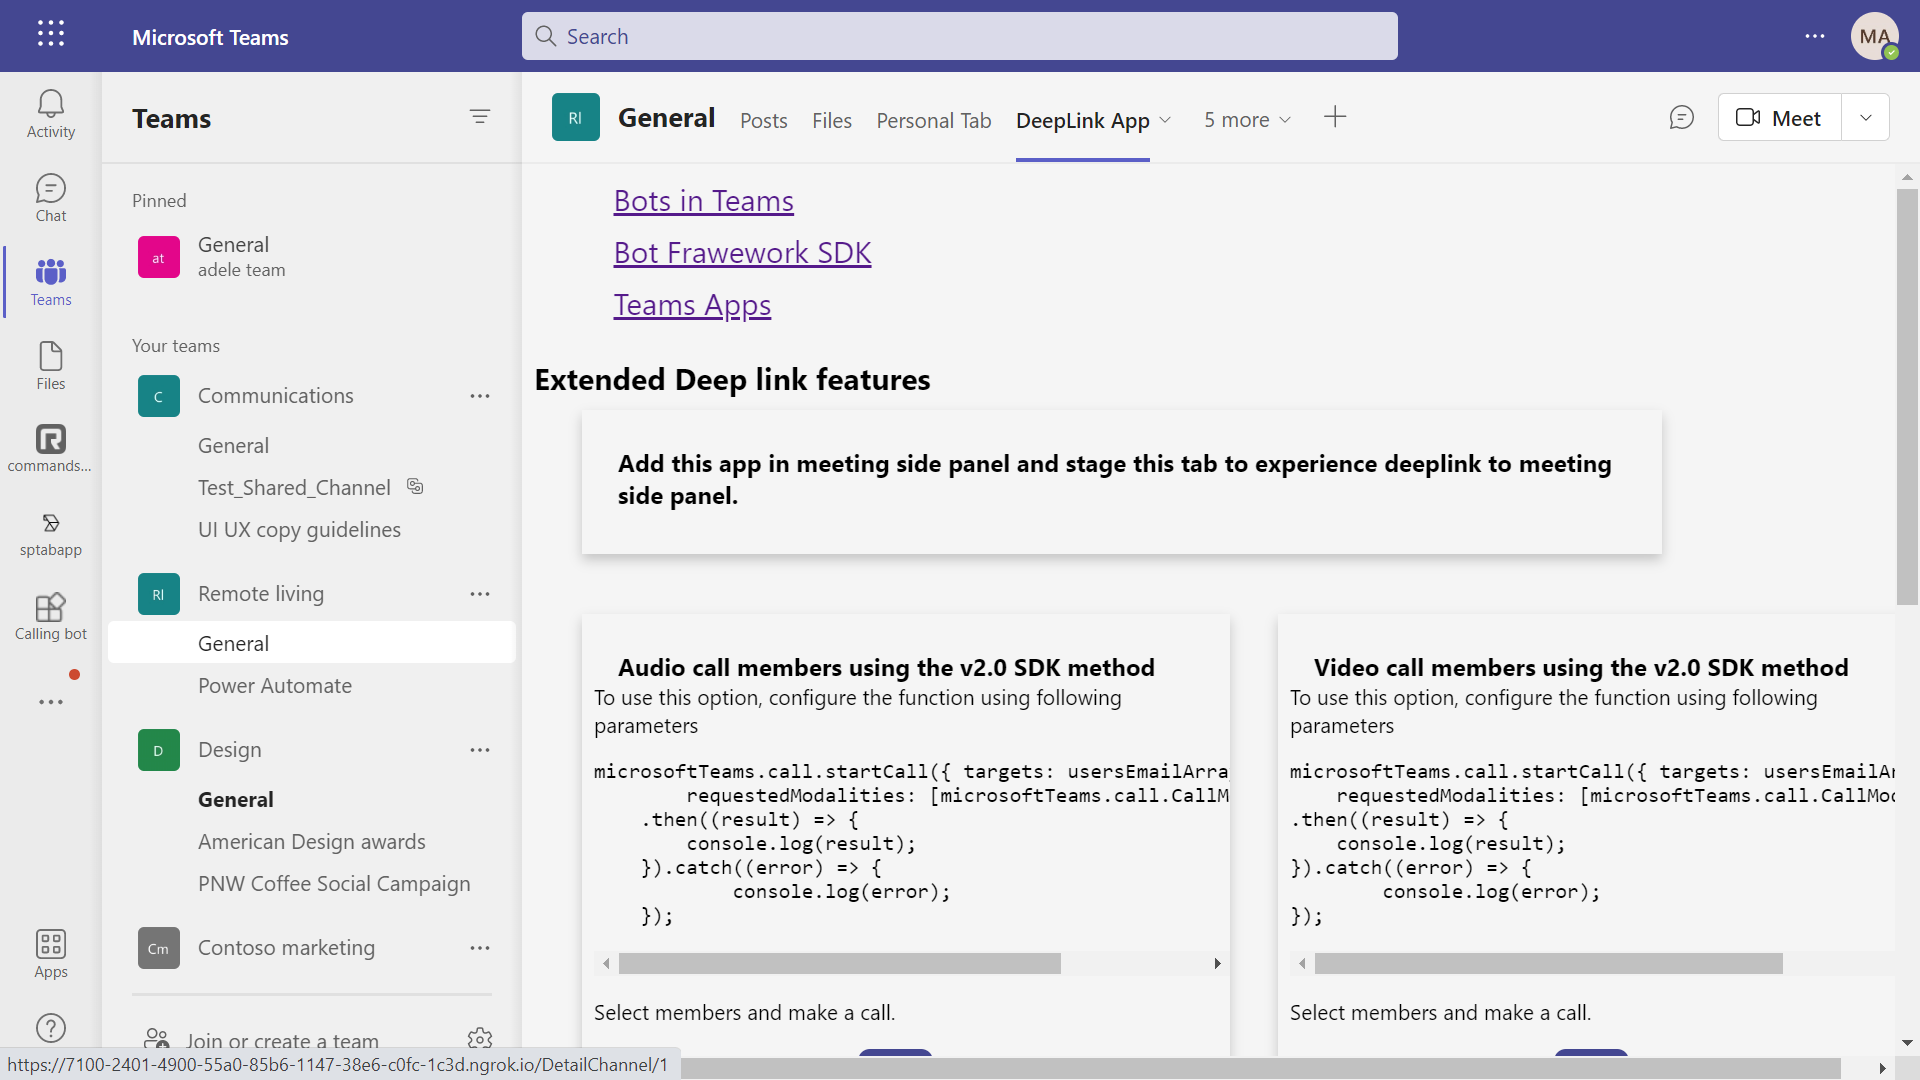 Microsoft Teams
Search
MA
Activity
Chat
Teams
Files
commands...
sptabapp
Calling bot
Apps
Teams
Pinned
at
General
adele team
Your teams
C
Communications
General
Test_Shared_Channel
UI UX copy guidelines
Rl
Remote living
General
Power Automate
D
Design
General
American Design awards
PNW Coffee Social Campaign
Cm
Contoso marketing
Join or create a team
https://7100-2401-4900-55a0-85b6-1147-38e6-c0fc-1c3d.ngrok.io/DetailChannel/1
Rl
General
Posts
Files
Personal Tab
DeepLink App
5 more
Meet
Bots in Teams
Bot Frawework SDK
Teams Apps
Extended Deep link features
Add this app in meeting side panel and stage this tab to experience deeplink to meeting
side panel.
Audio call members using the v2.0 SDK method
To use this option, configure the function using following
parameters
microsoftTeams.call.startCall({ targets: usersEmailArra
requestedModalities: [microsoftTeams.call.CallM
.then((result) => {
console.log(result);
}).catch((error) => {
console.log(error);
});
Select members and make a call.
Video call members using the v2.0 SDK method
To use this option, configure the function using following
parameters
microsoftTeams.call.startCall({ targets: usersEmailAr
requestedModalities: [microsoftTeams.call.CallMod
.then((result) => {
console.log(result);
}).catch((error) => {
console.log(error);
});
Select members and make a call.